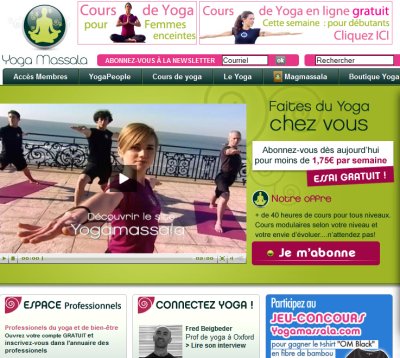 Yoga Massala
Cours de Yoga
pour Femmes
enceintes
Cours de Yoga en ligne gratuit
Cette semaine : pour débutants
Cliquez ICI
ABONNEZ-VOUS À LA NEWSLETTER
Courriel
ok
Rechercher
Accès Membres
YogaPeople
Cours de yoga
Le Yoga
Magmassala
Boutique Yoga
Découvrir le site
Yogamassala
00:00
03:00
Faites du Yoga
chez vous
Abonnez-vous dès aujourd'hui
pour moins de 1,75€ par semaine
ESSAI GRATUIT !
Notre offre
+ de 40 heures de cours pour tous niveaux.
Cours modulaires selon votre niveau et
votre envie d'évoluer....n'attendez pas!
Je m'abonne
ESPACE Professionnels
Professionels du yoga et de bien-être
Ouvrez votre compte GRATUIT et
inscrivez-vous dans l'annuaire des
professionels
CONNECTEZ YOGA !
Fred Beigbeder
Prof de yoga à Oxford
> Lire son interview
Participez au
JEU-CONCOURS
Yogamassala.com
pour gagner le t-shirt "OM Black"
en fibre de bambou